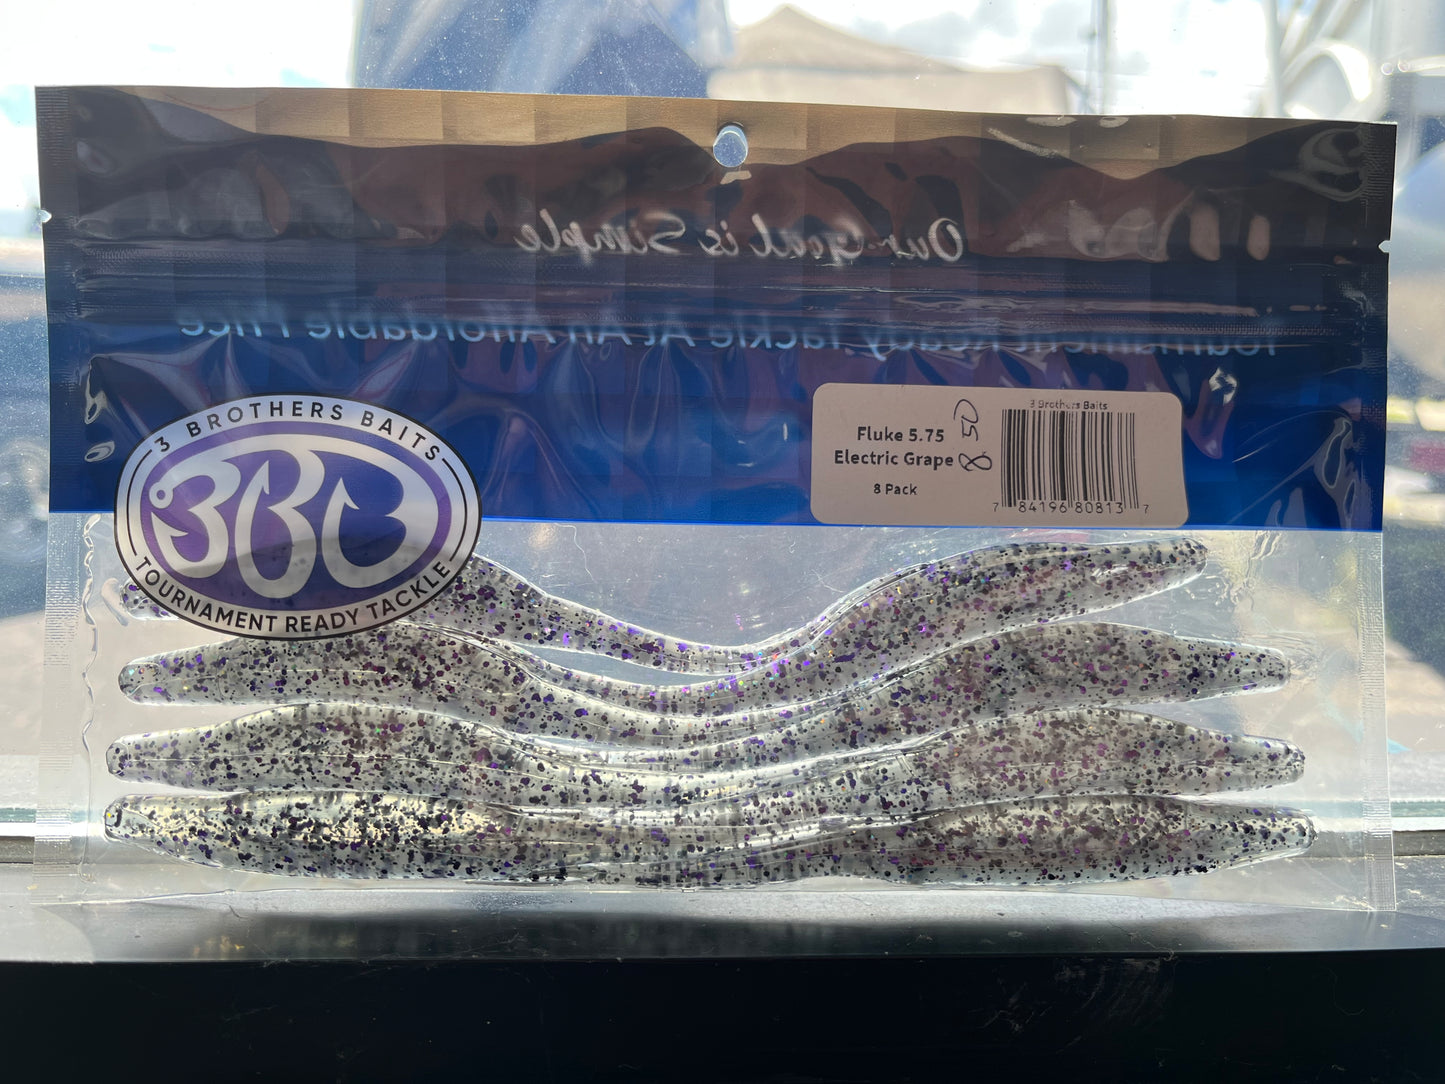 Our Goal is Simple
Tournament Ready Tackle At An Affordable Price
3 BROTHERS BAITS
3BB
TOURNAMENT READY TACKLE
3 Brothers Baits
Fluke 5.75
Electric Grape
8 Pack
7 84196 80813 7